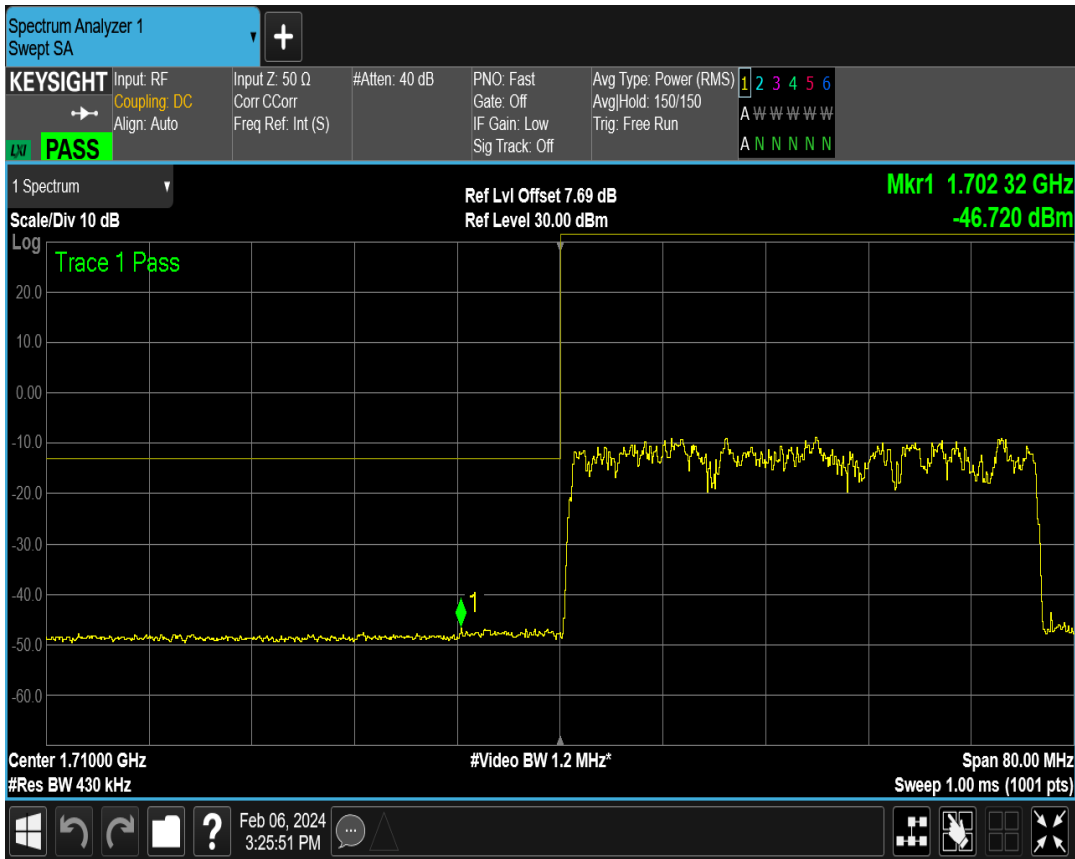 Spectrum Analyzer 1
Swept SA
+
KEYSIGHT
LXI PASS
Input: RF
Coupling: DC
Align: Auto
Input Z: 50 Ω
Corr CCorr
Freq Ref: Int (S)
#Atten: 40 dB
PNO: Fast
Gate: Off
IF Gain: Low
Sig Track: Off
Avg Type: Power (RMS)
Avg|Hold: 150/150
Trig: Free Run
1 2 3 4 5 6
A W W W W W
A N N N N N
1 Spectrum
Scale/Div 10 dB
Ref Lvl Offset 7.69 dB
Ref Level 30.00 dBm
Mkr1 1.702 32 GHz
-46.720 dBm
Log
Trace 1 Pass
20.0
10.0
0.00
-10.0
-20.0
-30.0
-40.0
1
-50.0
-60.0
Center 1.71000 GHz
#Res BW 430 kHz
#Video BW 1.2 MHz*
Span 80.00 MHz
Sweep 1.00 ms (1001 pts)
?
Feb 06, 2024
3:25:51 PM